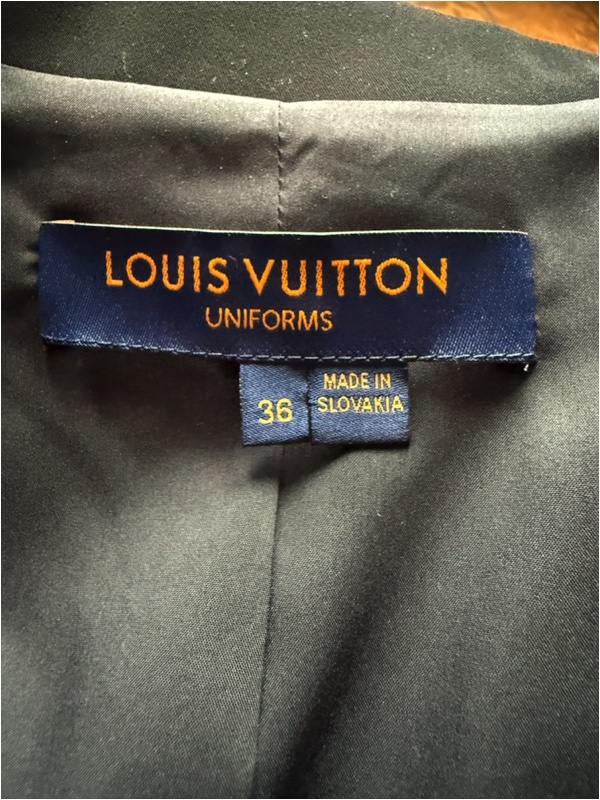 LOUIS VUITTON
UNIFORMS
36
MADE IN
SLOVAKIA